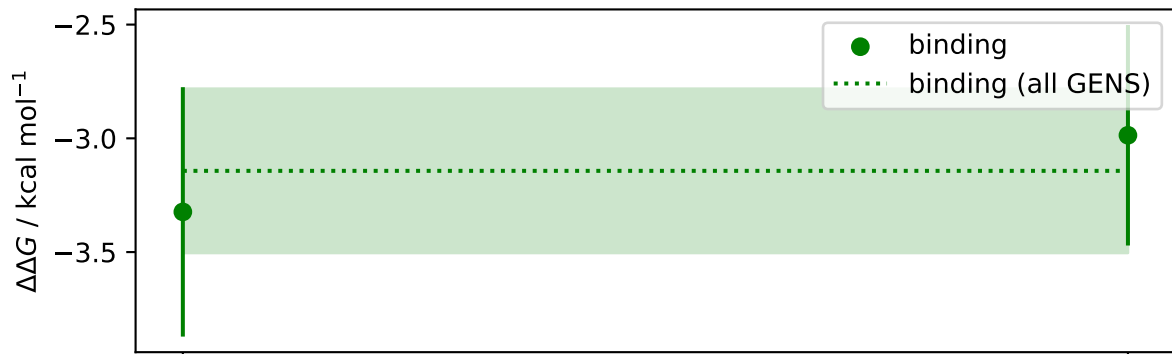 −2.5
−3.0
−3.5
ΔΔG / kcal mol⁻¹
binding
binding (all GENS)